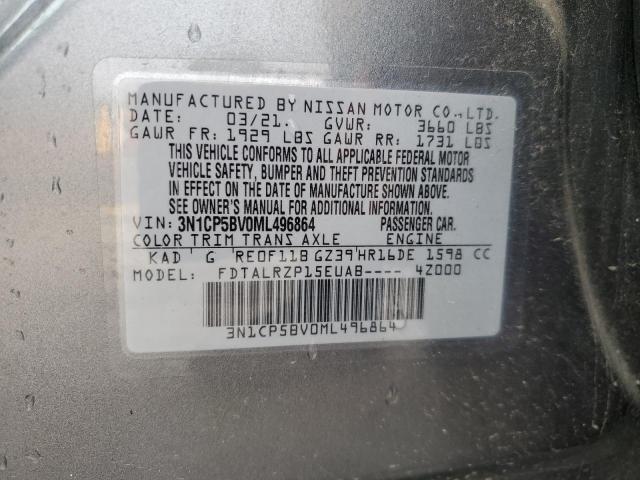 MANUFACTURED BY NISSAN MOTOR CO.,LTD.
DATE: 03/21. GVWR: 3660 LBS
GAWR FR: 1929 LBS GAWR RR: 1731 LBS
THIS VEHICLE CONFORMS TO ALL APPLICABLE FEDERAL MOTOR
VEHICLE SAFETY, BUMPER AND THEFT PREVENTION STANDARDS
IN EFFECT ON THE DATE OF MANUFACTURE SHOWN ABOVE.
SEE OWNER'S MANUAL FOR ADDITIONAL INFORMATION.
VIN: 3N1CP5BV0ML496864 PASSENGER CAR.
COLOR TRIM TRANS AXLE ENGINE
KAD G RE0F11B GZ39 HR16DE 1598 CC
MODEL: FDTALRZP15EUAB---- 4Z000
3N1CP5BV0ML496864